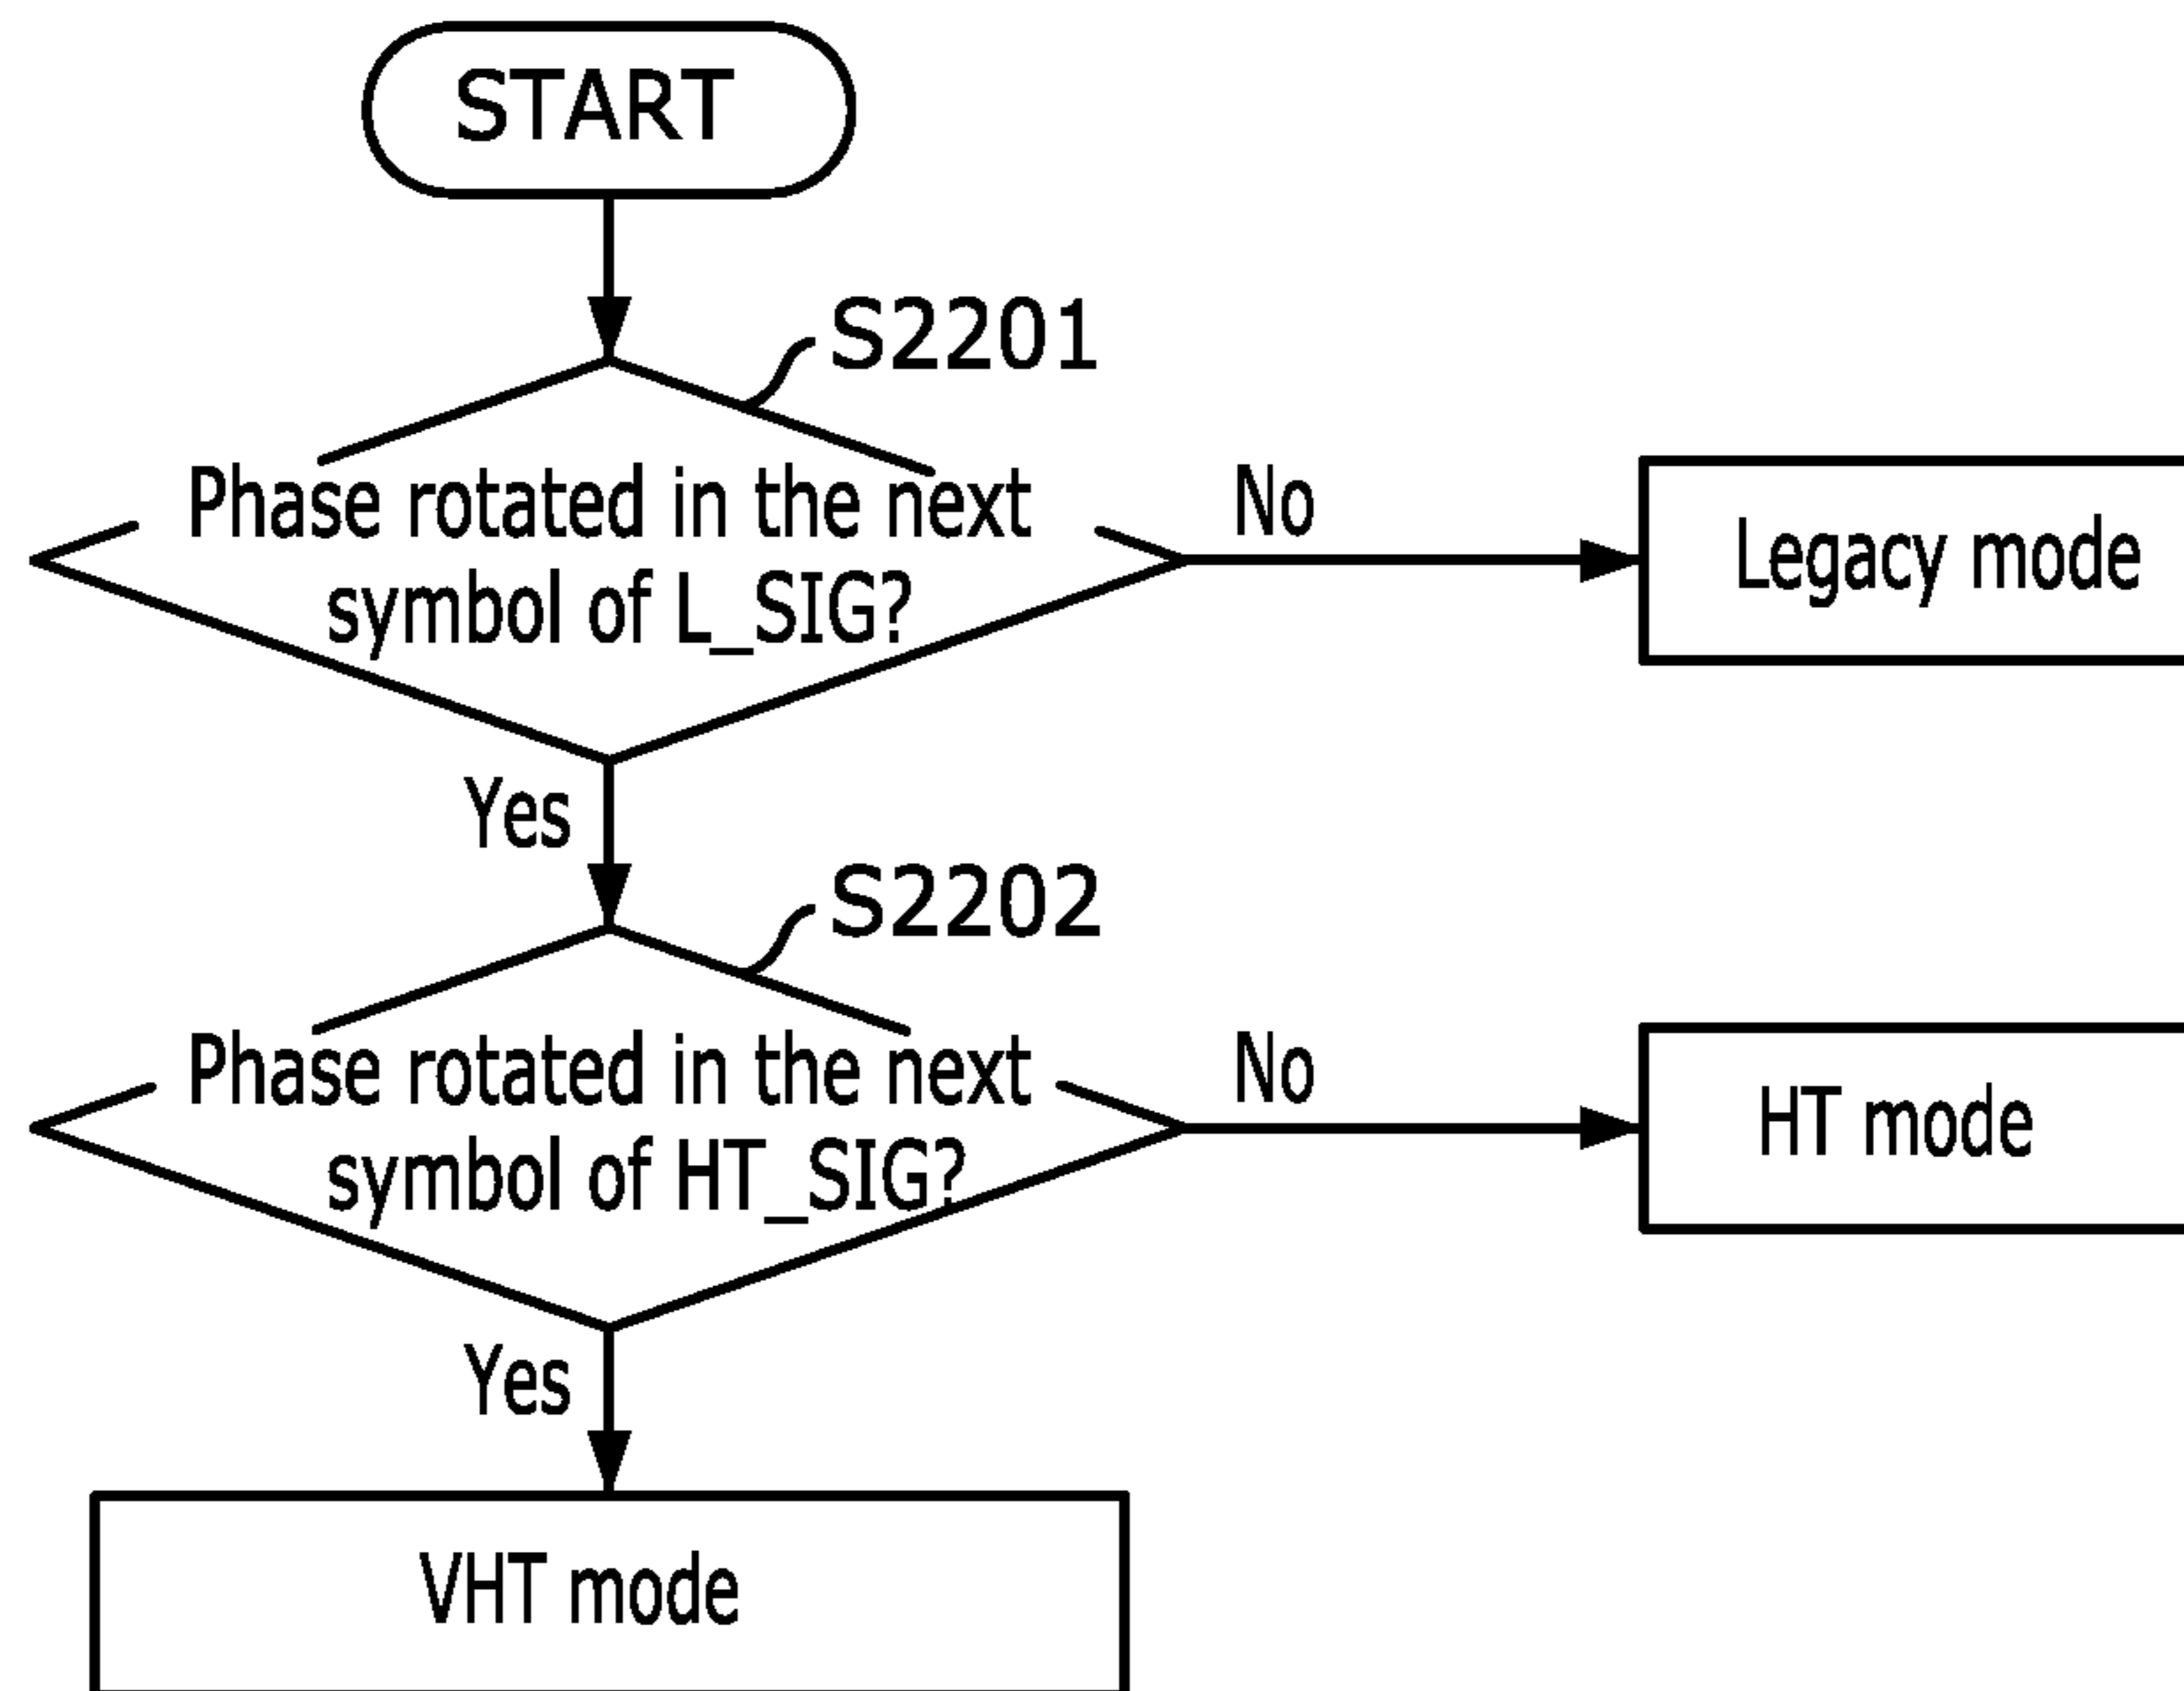 START
S2201
Phase rotated in the next
symbol of L_SIG?
No
Legacy mode
Yes
S2202
Phase rotated in the next
symbol of HT_SIG?
No
HT mode
Yes
VHT mode